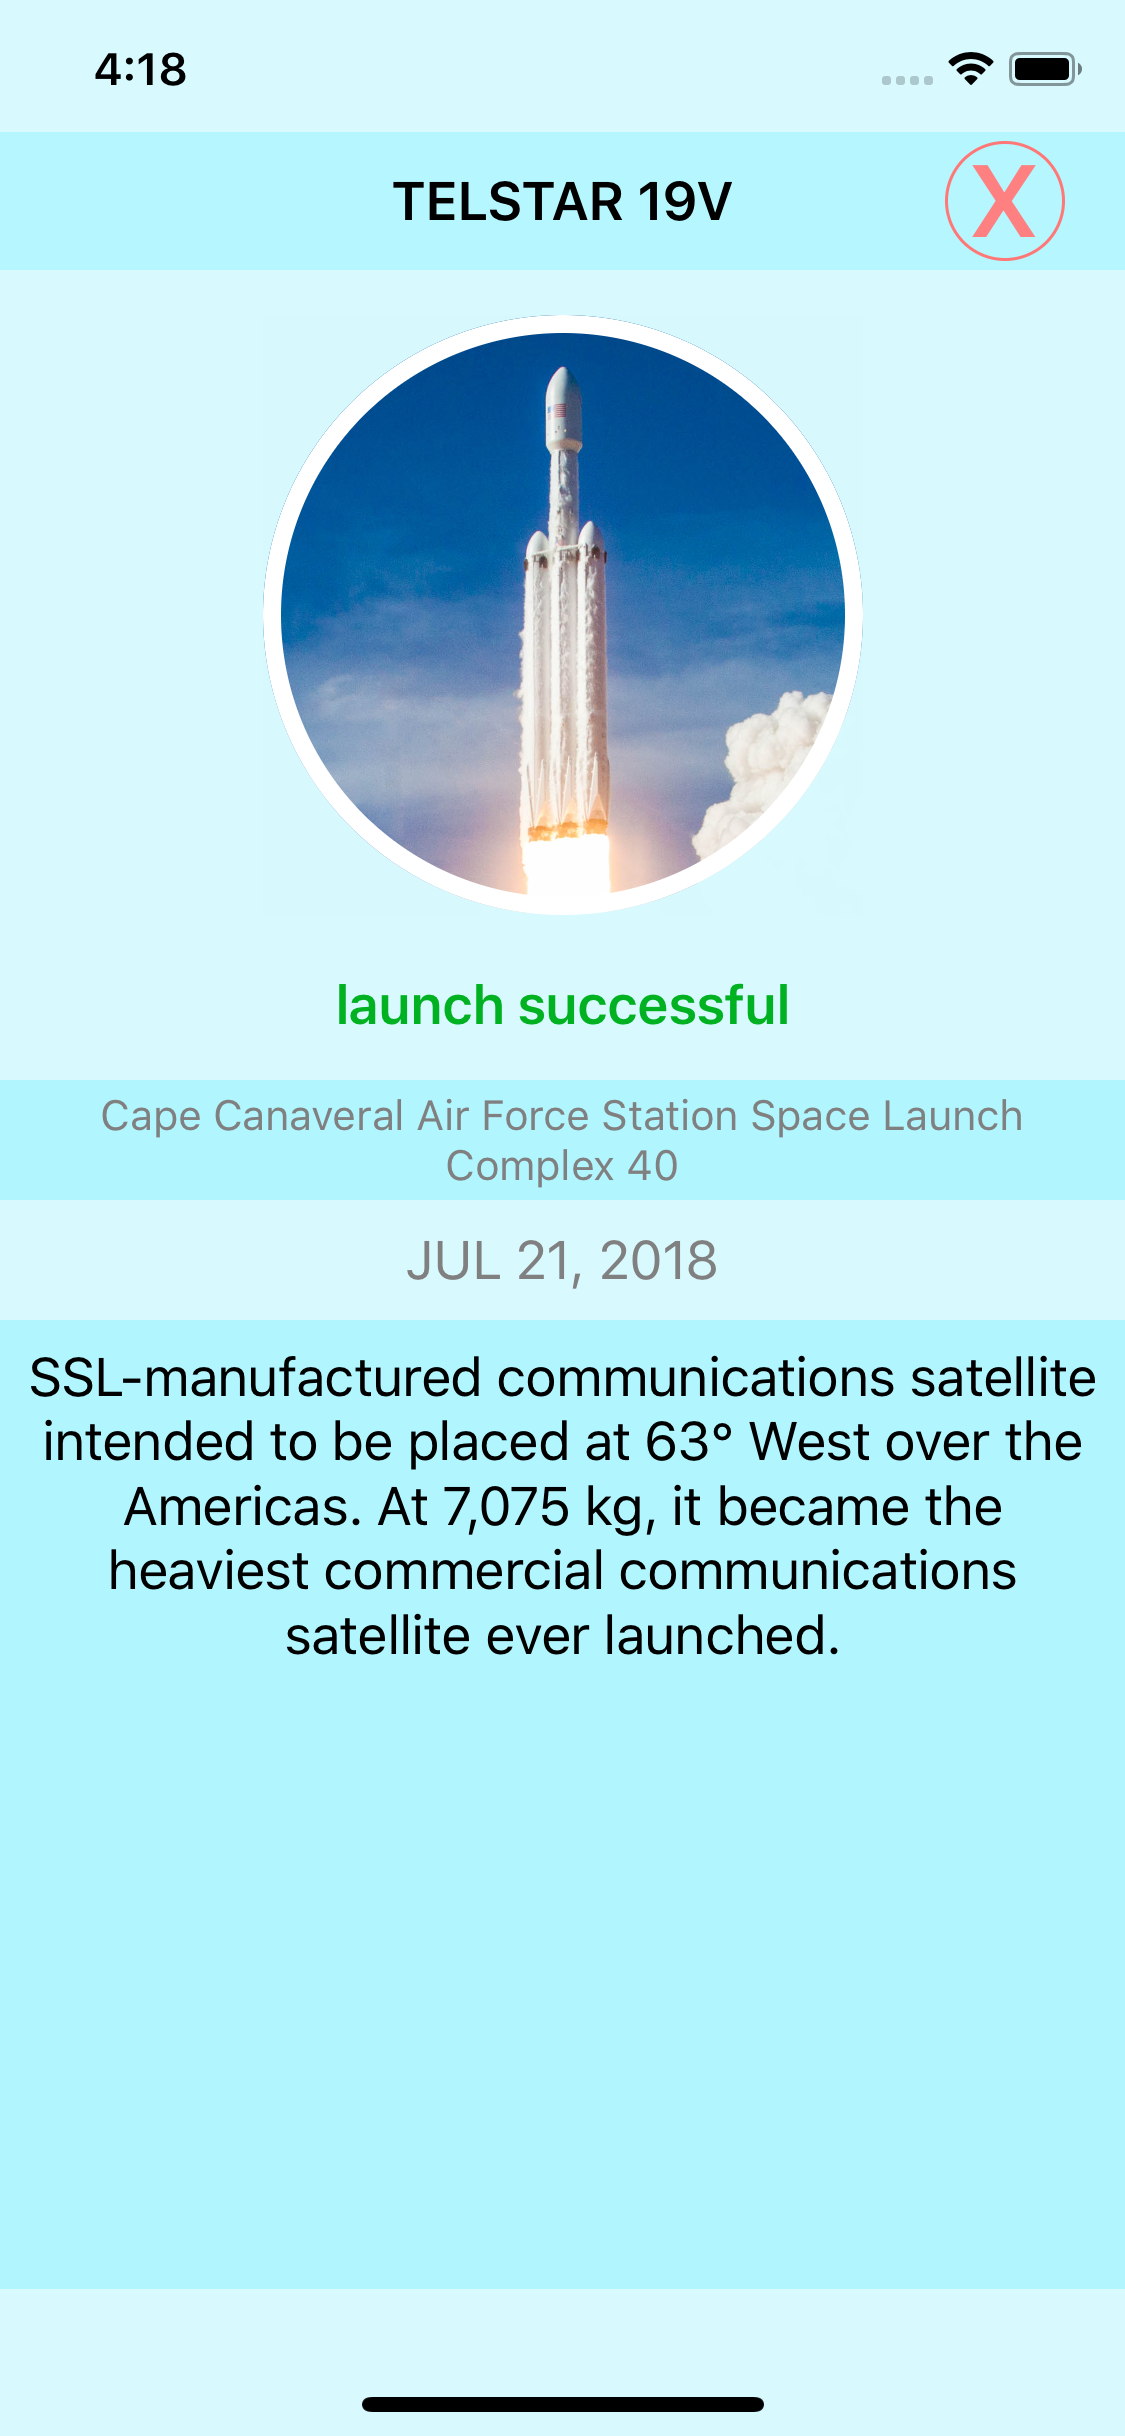 4:18
TELSTAR 19V
X
launch successful
Cape Canaveral Air Force Station Space Launch
Complex 40
JUL 21, 2018
SSL-manufactured communications satellite
intended to be placed at 63° West over the
Americas. At 7,075 kg, it became the
heaviest commercial communications
satellite ever launched.